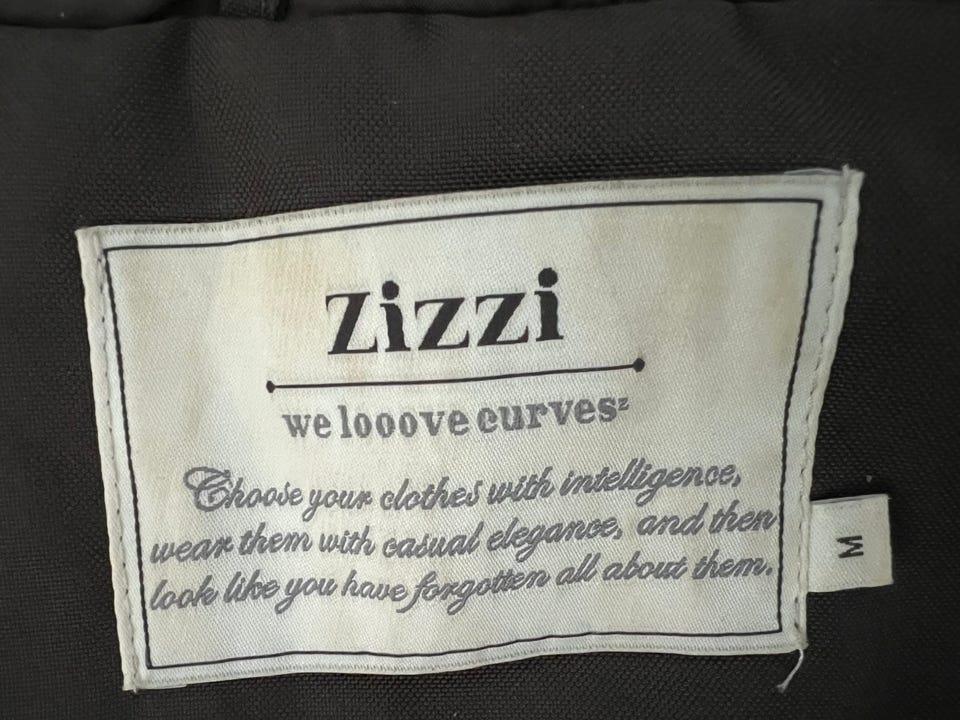 Zizzi
we looove curvesᶻ
Choose your clothes with intelligence,
wear them with casual elegance, and then
look like you have forgotten all about them.
M